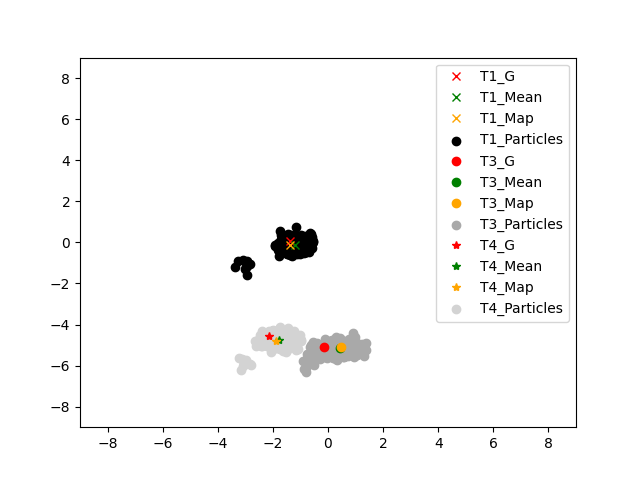 8
6
4
2
0
−2
−4
−6
−8
−8 −6 −4 −2 0 2 4 6 8
T1_G
T1_Mean
T1_Map
T1_Particles
T3_G
T3_Mean
T3_Map
T3_Particles
T4_G
T4_Mean
T4_Map
T4_Particles